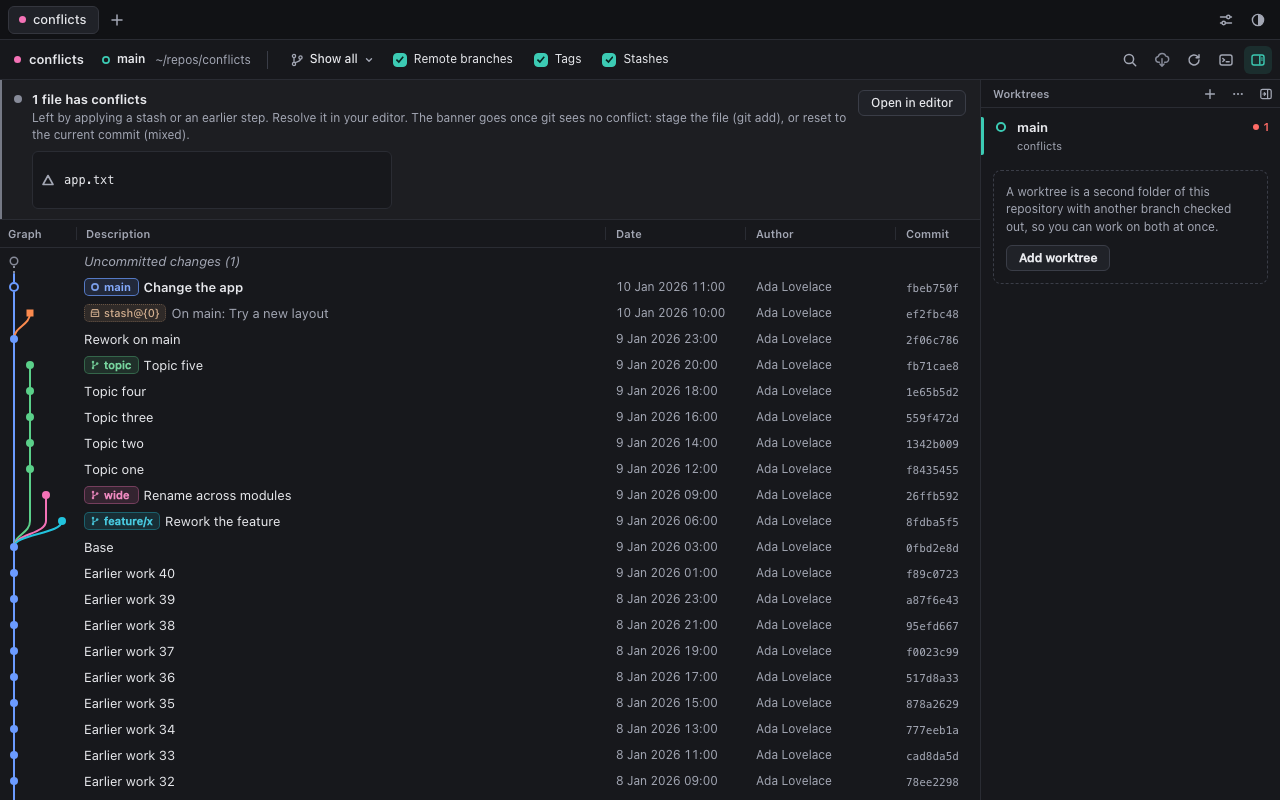 conflicts
conflicts main ~/repos/conflicts Show all Remote branches Tags Stashes
1 file has conflicts
Left by applying a stash or an earlier step. Resolve it in your editor. The banner goes once git sees no conflict: stage the file (git add), or reset to
the current commit (mixed).
Open in editor
app.txt
Graph Description Date Author Commit
Uncommitted changes (1)
main Change the app 10 Jan 2026 11:00 Ada Lovelace fbeb750f
stash@{0} On main: Try a new layout 10 Jan 2026 10:00 Ada Lovelace ef2fbc48
Rework on main 9 Jan 2026 23:00 Ada Lovelace 2f06c786
topic Topic five 9 Jan 2026 20:00 Ada Lovelace fb71cae8
Topic four 9 Jan 2026 18:00 Ada Lovelace 1e65b5d2
Topic three 9 Jan 2026 16:00 Ada Lovelace 559f472d
Topic two 9 Jan 2026 14:00 Ada Lovelace 1342b009
Topic one 9 Jan 2026 12:00 Ada Lovelace f8435455
wide Rename across modules 9 Jan 2026 09:00 Ada Lovelace 26ffb592
feature/x Rework the feature 9 Jan 2026 06:00 Ada Lovelace 8fdba5f5
Base 9 Jan 2026 03:00 Ada Lovelace 0fbd2e8d
Earlier work 40 9 Jan 2026 01:00 Ada Lovelace f89c0723
Earlier work 39 8 Jan 2026 23:00 Ada Lovelace a87f6e43
Earlier work 38 8 Jan 2026 21:00 Ada Lovelace 95efd667
Earlier work 37 8 Jan 2026 19:00 Ada Lovelace f0023c99
Earlier work 36 8 Jan 2026 17:00 Ada Lovelace 517d8a33
Earlier work 35 8 Jan 2026 15:00 Ada Lovelace 878a2629
Earlier work 34 8 Jan 2026 13:00 Ada Lovelace 777eeb1a
Earlier work 33 8 Jan 2026 11:00 Ada Lovelace cad8da5d
Earlier work 32 8 Jan 2026 09:00 Ada Lovelace 78ee2298
Worktrees
main 1
conflicts
A worktree is a second folder of this
repository with another branch checked
out, so you can work on both at once.
Add worktree